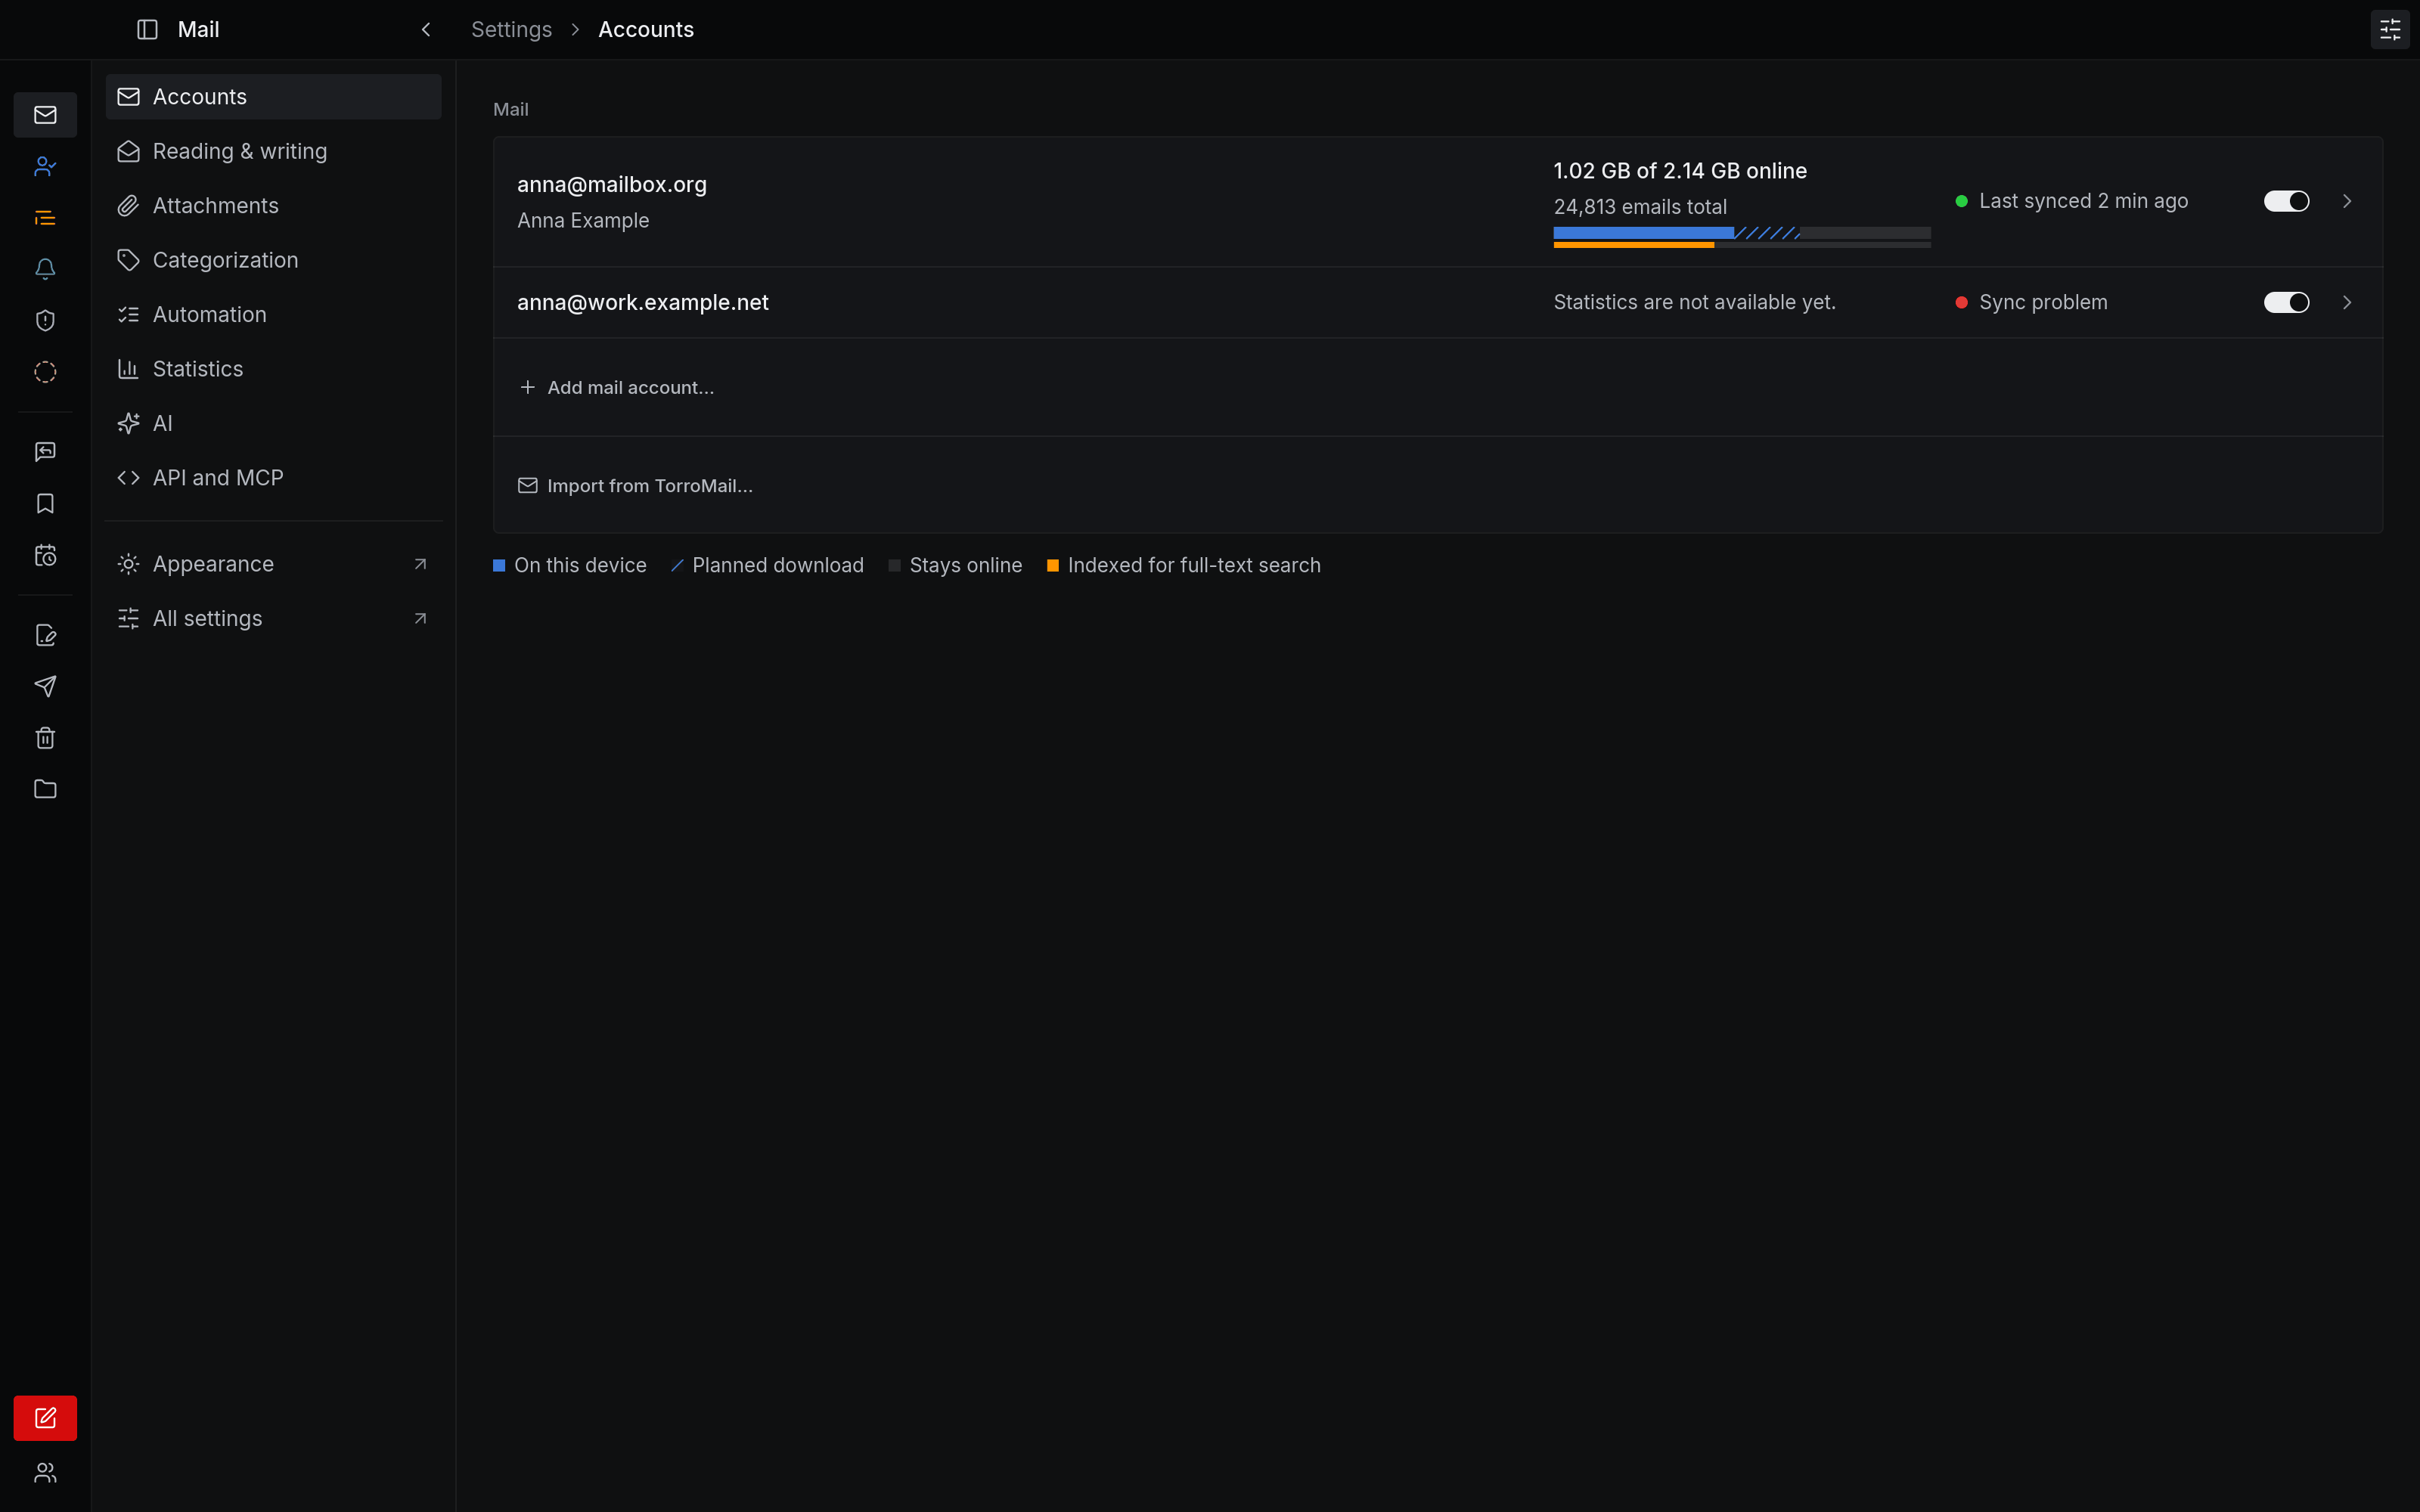 Mail
Settings > Accounts
Accounts
Reading & writing
Attachments
Categorization
Automation
Statistics
AI
API and MCP
Appearance
All settings
Mail
anna@mailbox.org
Anna Example
1.02 GB of 2.14 GB online
24,813 emails total
Last synced 2 min ago
anna@work.example.net
Statistics are not available yet.
Sync problem
Add mail account...
Import from TorroMail...
On this device
Planned download
Stays online
Indexed for full-text search